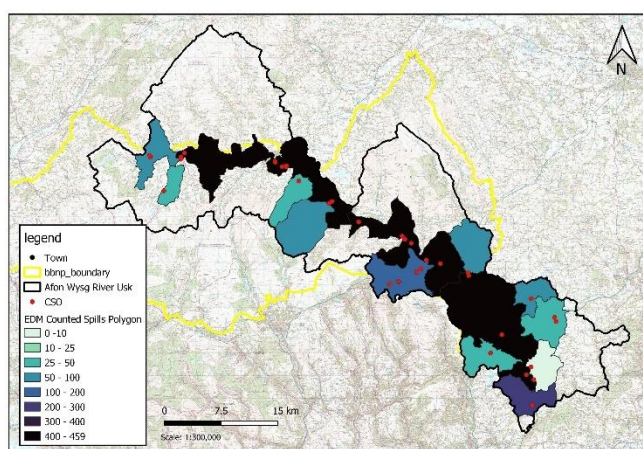 N
legend
Town
bbnp_boundary
Afon Wysg River Usk
CSO
EDM Counted Spills Polygon
0 -10
10 - 25
25 - 50
50 - 100
100 - 200
200 - 300
300 - 400
400 - 459
0 7.5 15 km
Scale: 1:300,000